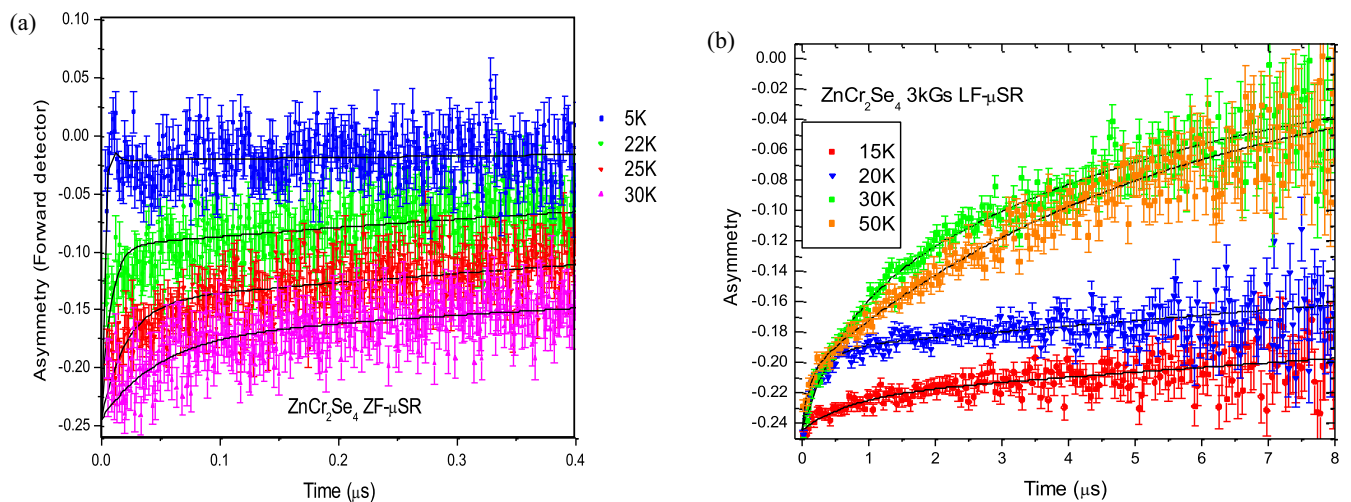 (a)
0.10
0.05
0.00
-0.05
-0.10
-0.15
-0.20
-0.25
Asymmetry (Forward detector)
5K
22K
25K
30K
ZnCr2Se4 ZF-μSR
0.0 0.1 0.2 0.3 0.4
Time (μs)
(b)
-0.00
-0.02
-0.04
-0.06
-0.08
-0.10
-0.12
-0.14
-0.16
-0.18
-0.20
-0.22
-0.24
Asymmetry
ZnCr2Se4 3kGs LF-μSR
15K
20K
30K
50K
0 1 2 3 4 5 6 7 8
Time (μs)